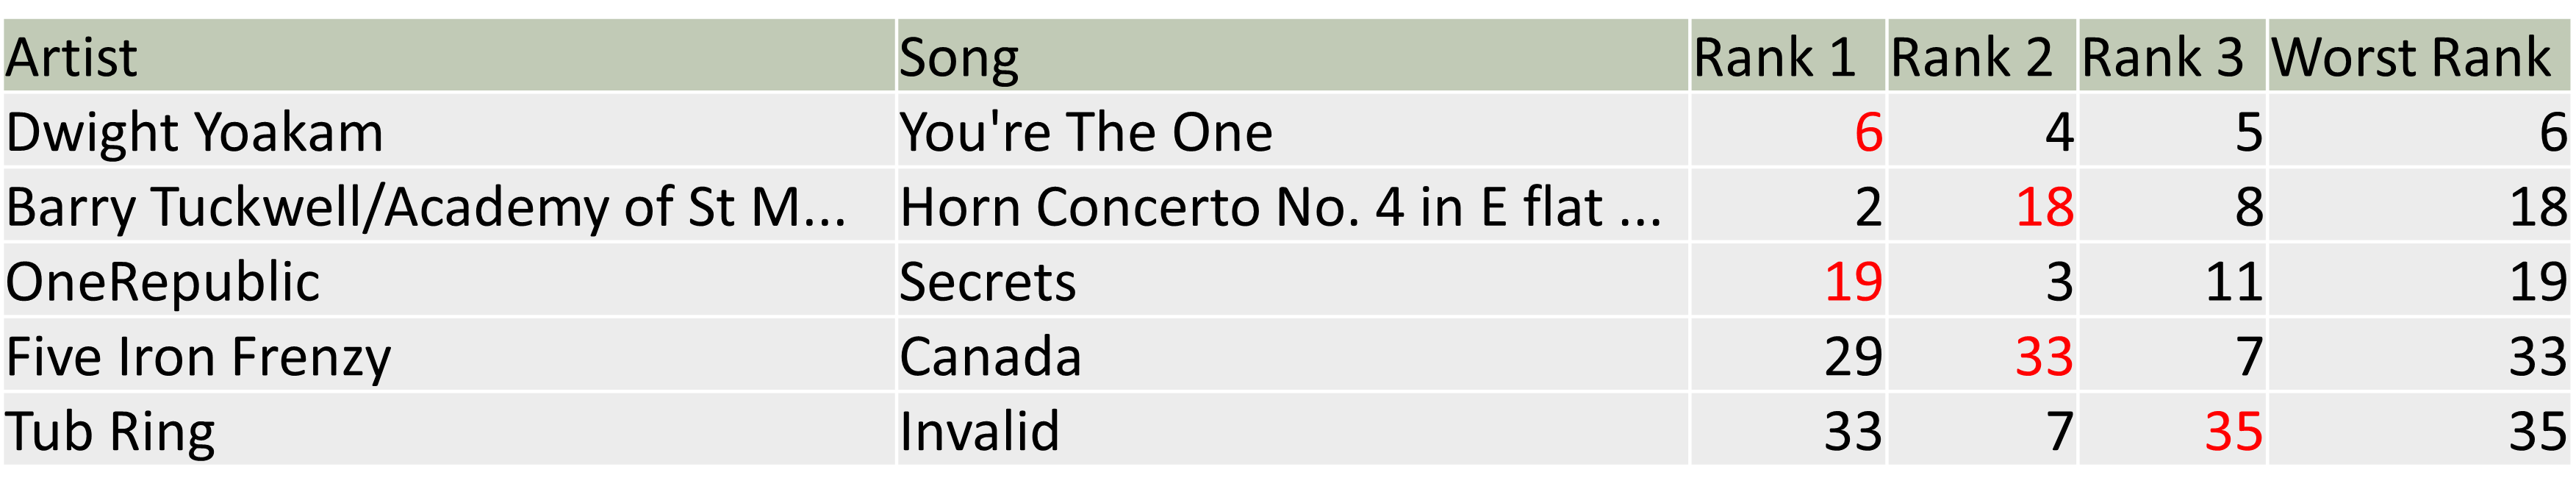 Artist Song Rank 1 Rank 2 Rank 3 Worst Rank
Dwight Yoakam You're The One 6 4 5 6
Barry Tuckwell/Academy of St M... Horn Concerto No. 4 in E flat ... 2 18 8 18
OneRepublic Secrets 19 3 11 19
Five Iron Frenzy Canada 29 33 7 33
Tub Ring Invalid 33 7 35 35